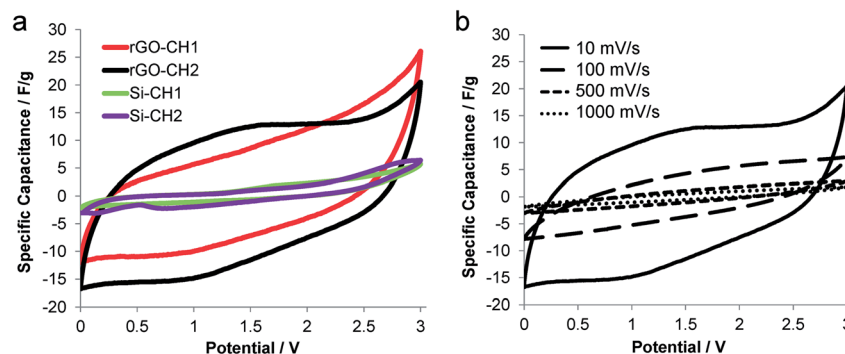 a
Specific Capacitance / F/g
30
25
20
15
10
5
0
-5
-10
-15
-20
rGO-CH1
rGO-CH2
Si-CH1
Si-CH2
0
0.5
1
1.5
2
2.5
3
Potential / V
b
Specific Capacitance / F/g
30
25
20
15
10
5
0
-5
-10
-15
-20
10 mV/s
100 mV/s
500 mV/s
1000 mV/s
0
0.5
1
1.5
2
2.5
3
Potential / V